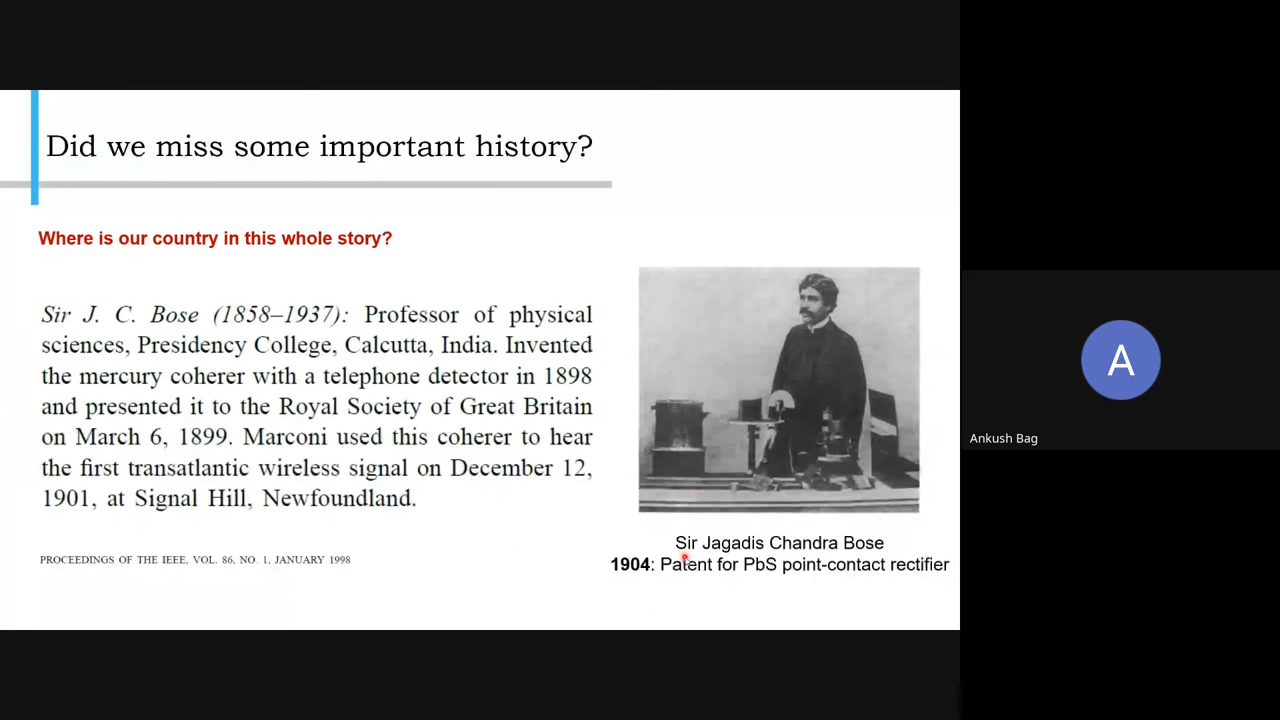 Did we miss some important history?
Where is our country in this whole story?
Sir J. C. Bose (1858–1937): Professor of physical
sciences, Presidency College, Calcutta, India. Invented
the mercury coherer with a telephone detector in 1898
and presented it to the Royal Society of Great Britain
on March 6, 1899. Marconi used this coherer to hear
the first transatlantic wireless signal on December 12,
1901, at Signal Hill, Newfoundland.
PROCEEDINGS OF THE IEEE, VOL. 86, NO. 1, JANUARY 1998
Sir Jagadis Chandra Bose
1904: Patent for PbS point-contact rectifier
A
Ankush Bag